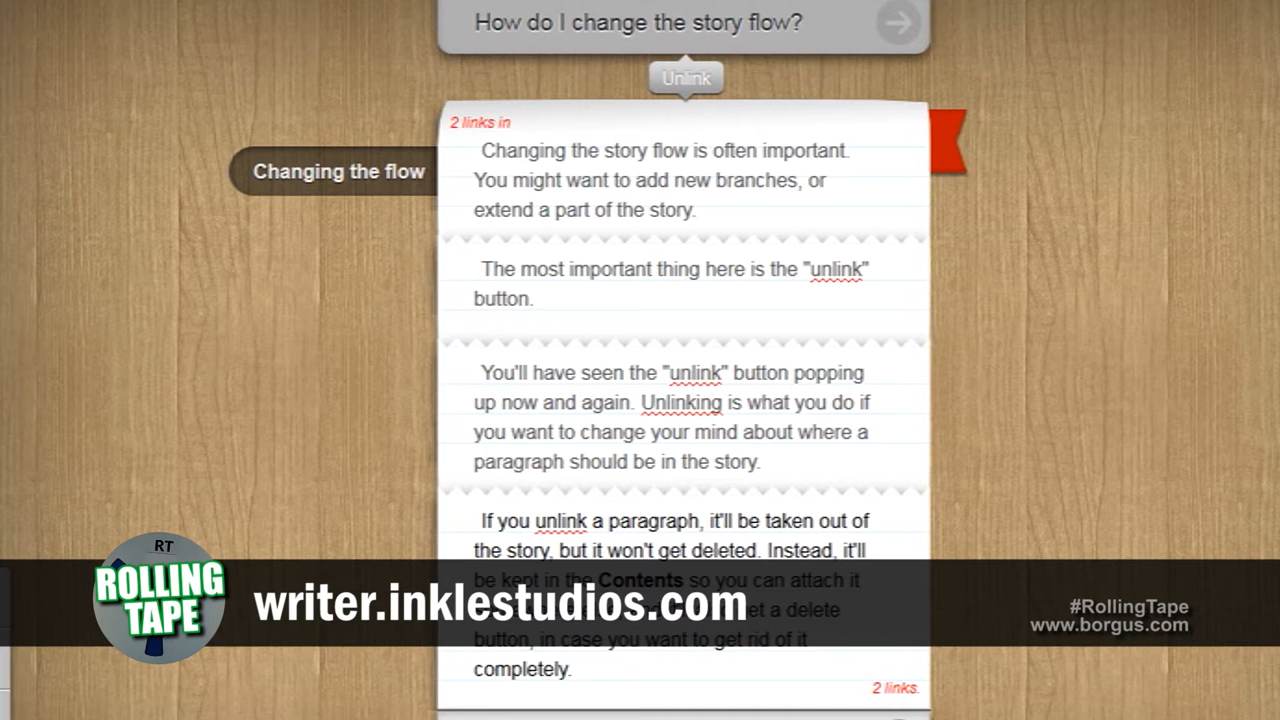 How do I change the story flow?
Unlink
2 links in
Changing the flow
Changing the story flow is often important.
You might want to add new branches, or
extend a part of the story.
The most important thing here is the "unlink"
button.
You'll have seen the "unlink" button popping
up now and again. Unlinking is what you do if
you want to change your mind about where a
paragraph should be in the story.
If you unlink a paragraph, it'll be taken out of
the story, but it won't get deleted. Instead, it'll
be kept in the Contents so you can attach it
a delete
button, in case you want to get rid of it
completely.
2 links.
RT
ROLLING
TAPE
writer.inklestudios.com
#RollingTape
www.borgus.com